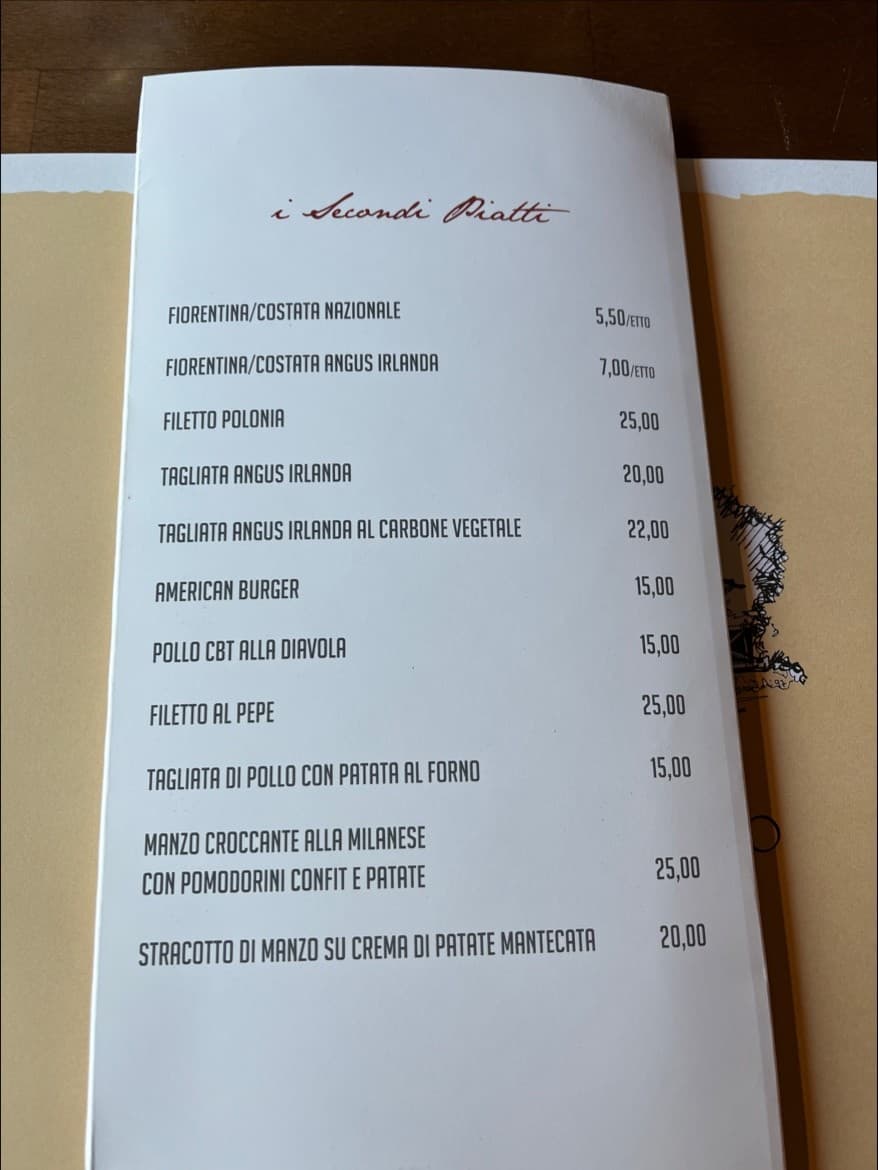 i Secondi Piatti
FIORENTINA/COSTATA NAZIONALE 5,50/ETTO
FIORENTINA/COSTATA ANGUS IRLANDA 7,00/ETTO
FILETTO POLONIA 25,00
TAGLIATA ANGUS IRLANDA 20,00
TAGLIATA ANGUS IRLANDA AL CARBONE VEGETALE 22,00
AMERICAN BURGER 15,00
POLLO CBT ALLA DIAVOLA 15,00
FILETTO AL PEPE 25,00
TAGLIATA DI POLLO CON PATATA AL FORNO 15,00
MANZO CROCCANTE ALLA MILANESE
CON POMODORINI CONFIT E PATATE 25,00
STRACOTTO DI MANZO SU CREMA DI PATATE MANTECATA 20,00